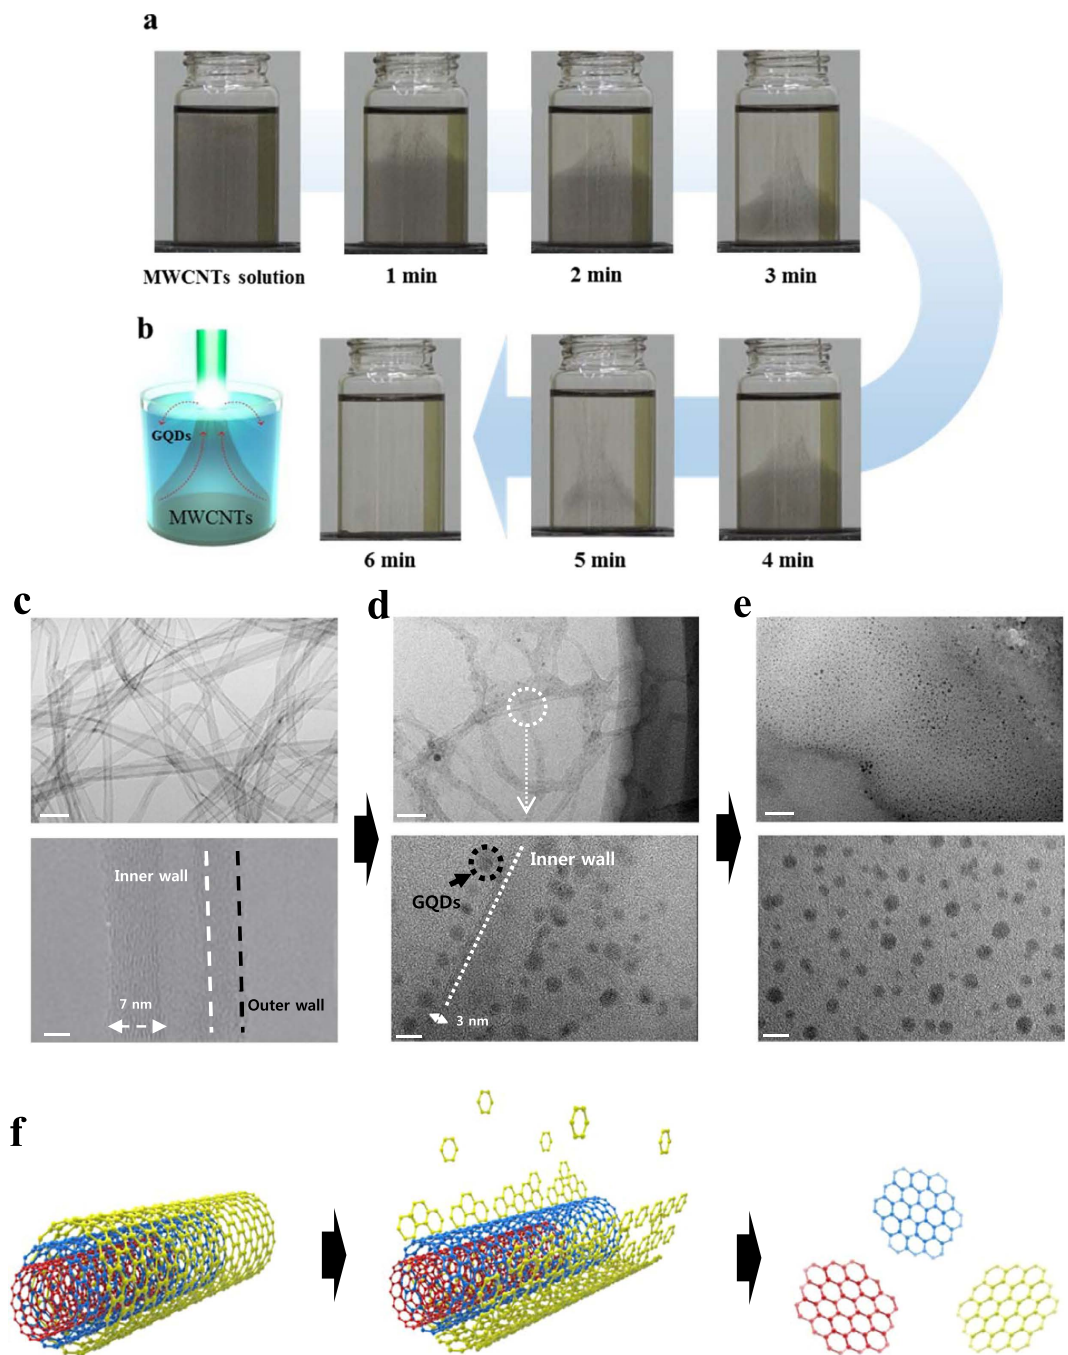 a
MWCNTs solution
1 min
2 min
3 min
b
GQDs
MWCNTs
6 min
5 min
4 min
c
d
e
Inner wall
7 nm
Outer wall
Inner wall
GQDs
3 nm
f